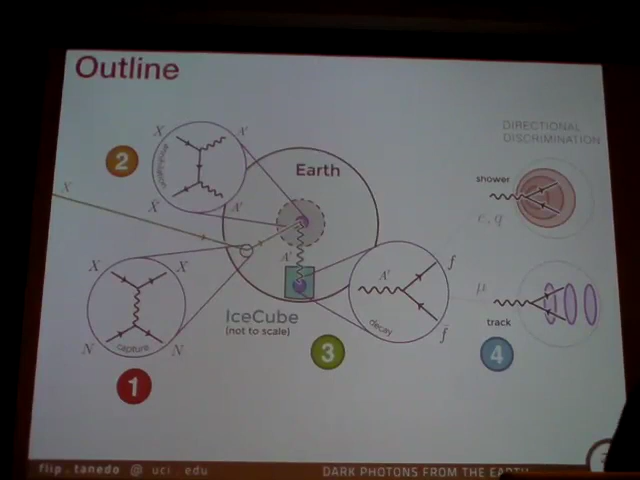 Outline
DIRECTIONAL
DISCRIMINATION
X A'
annihilation
X̄ A'
2
Earth
shower
e, q
X
A'
X X
N N
capture
1
IceCube
(not to scale)
A' f
f̄
decay
3
μ
track
4
flip . tanedo @ uci . edu
DARK PHOTONS FROM THE EARTH